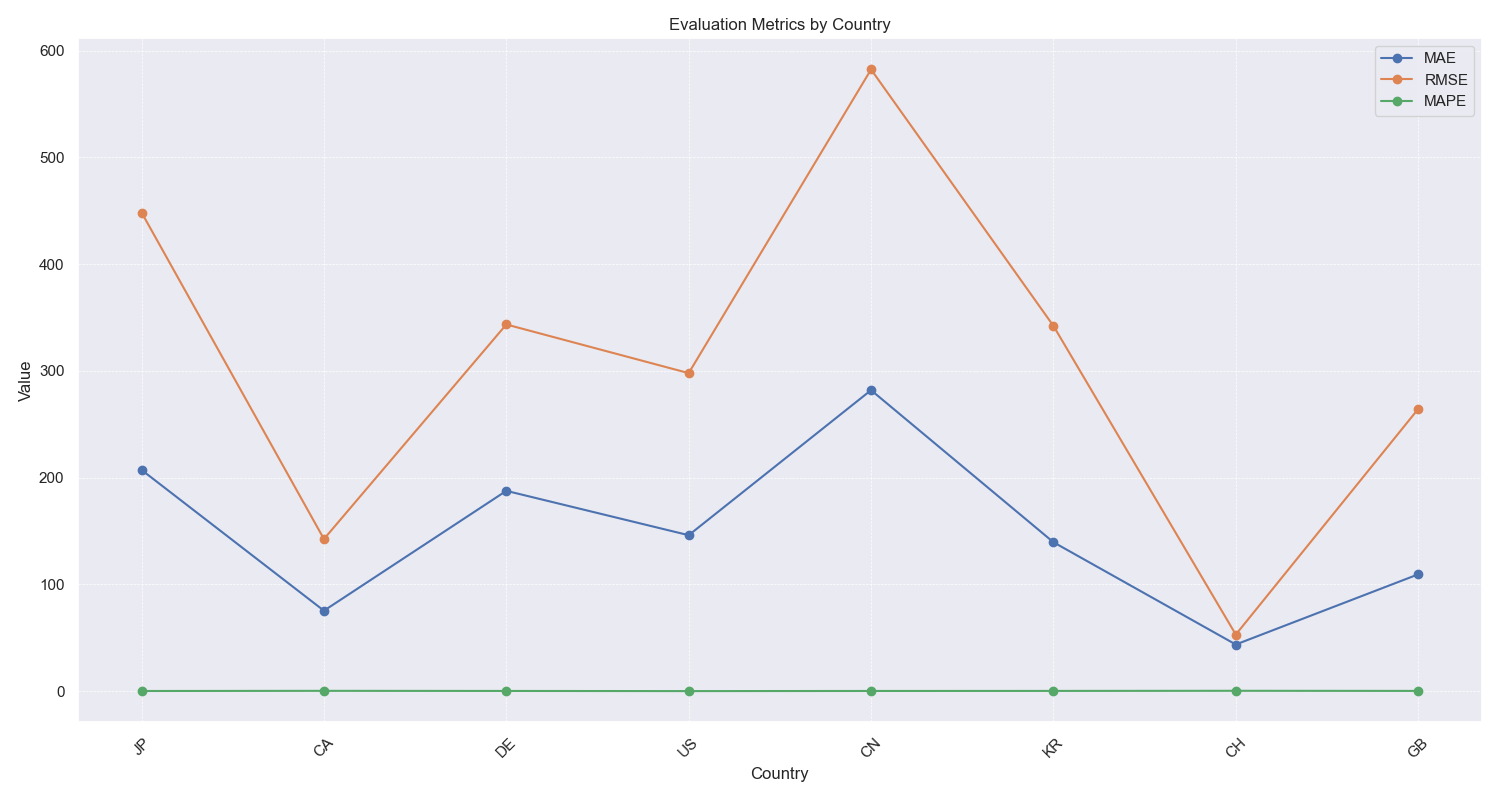 Evaluation Metrics by Country
MAE
RMSE
MAPE
600
500
400
300
200
100
0
Value
JP
CA
DE
US
CN
KR
CH
GB
Country